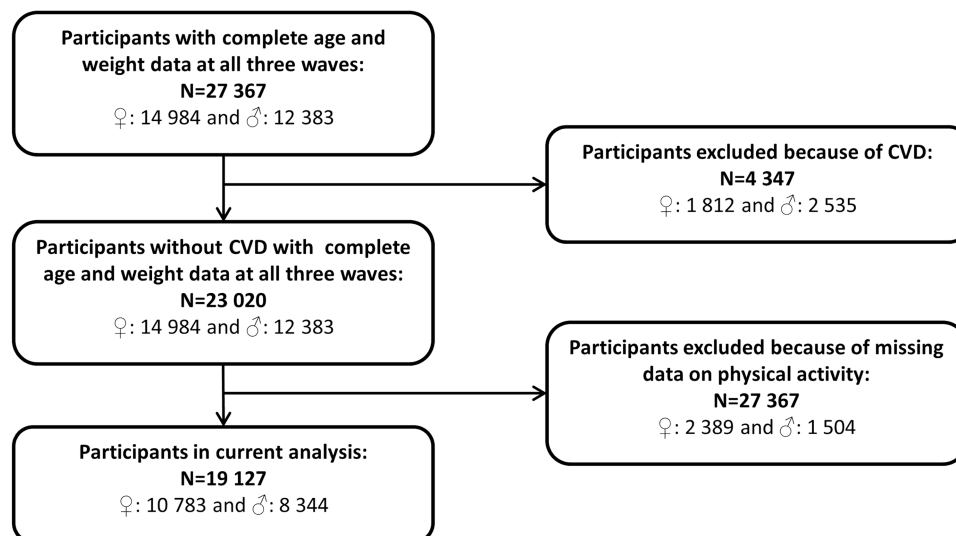 Participants with complete age and
weight data at all three waves:
N=27 367
♀: 14 984 and ♂: 12 383
Participants excluded because of CVD:
N=4 347
♀: 1 812 and ♂: 2 535
Participants without CVD with complete
age and weight data at all three waves:
N=23 020
♀: 14 984 and ♂: 12 383
Participants excluded because of missing
data on physical activity:
N=27 367
♀: 2 389 and ♂: 1 504
Participants in current analysis:
N=19 127
♀: 10 783 and ♂: 8 344